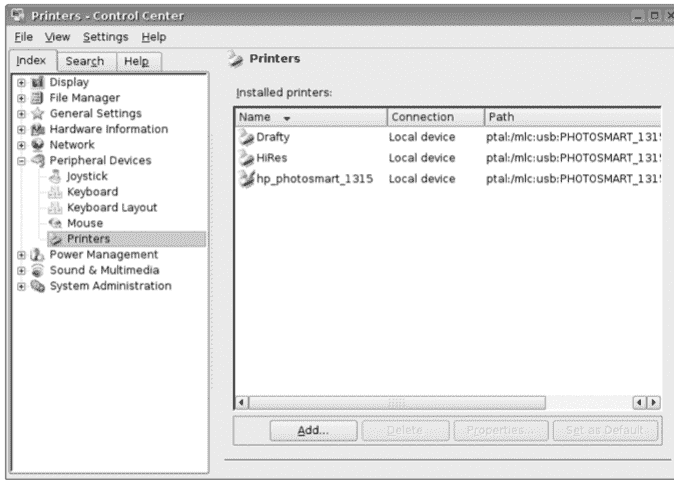 Printers - Control Center
File View Settings Help
Index Search Help
Display
File Manager
General Settings
Hardware Information
Network
Peripheral Devices
Joystick
Keyboard
Keyboard Layout
Mouse
Printers
Power Management
Sound & Multimedia
System Administration
Printers
Installed printers:
Name Connection Path
Drafty Local device ptal:/mlc:usb:PHOTOSMART_131
HiRes Local device ptal:/mlc:usb:PHOTOSMART_131
hp_photosmart_1315 Local device ptal:/mlc:usb:PHOTOSMART_131
Add... Delete Properties... Set as Default